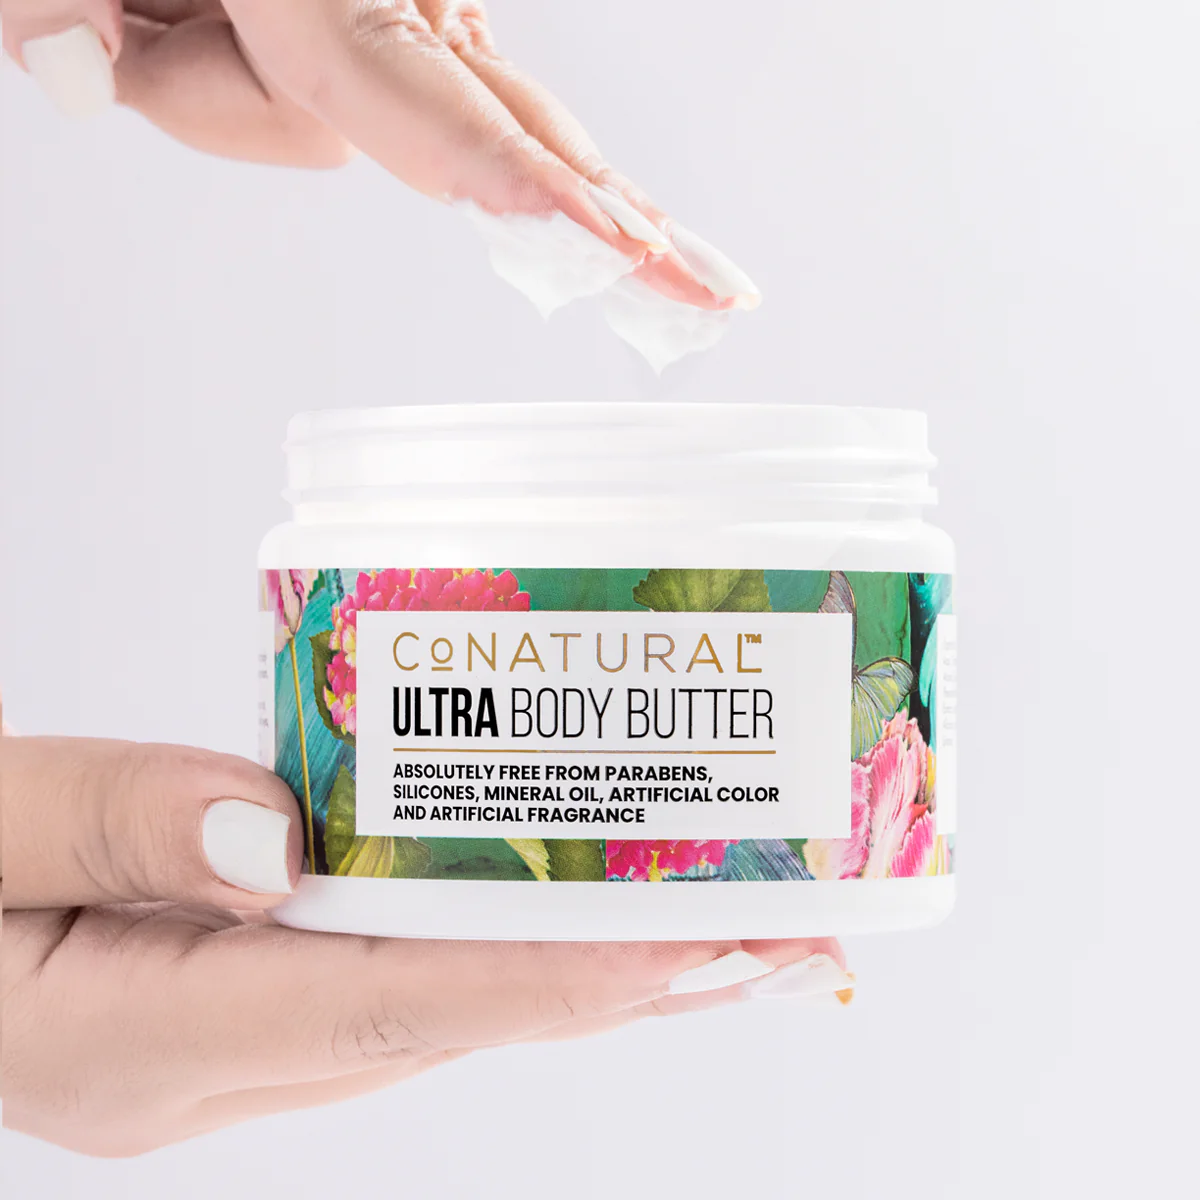 CoNATURAL™
ULTRA BODY BUTTER
ABSOLUTELY FREE FROM PARABENS,
SILICONES, MINERAL OIL, ARTIFICIAL COLOR
AND ARTIFICIAL FRAGRANCE